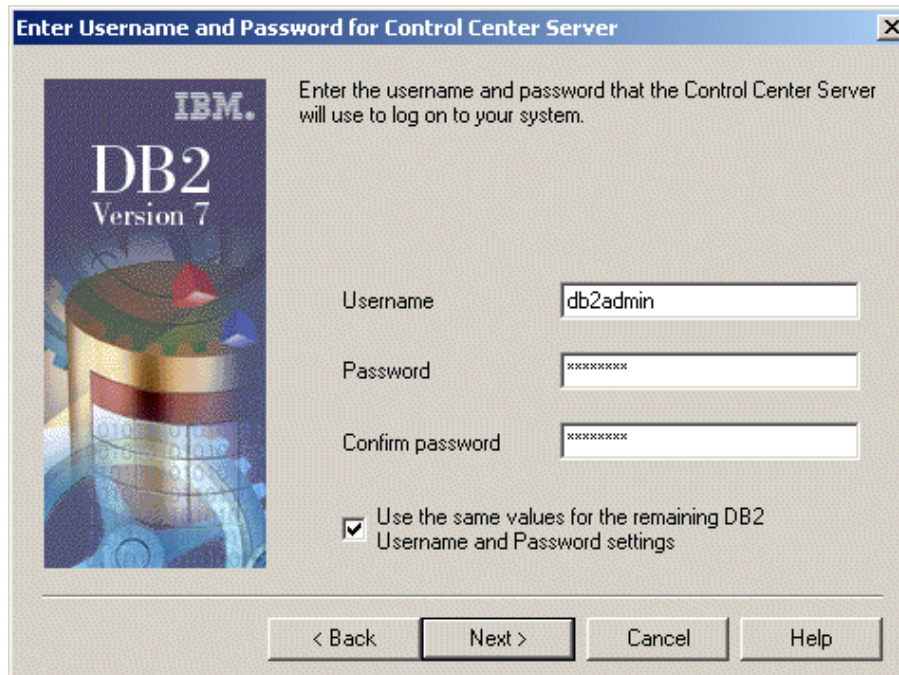 Enter Username and Password for Control Center Server
IBM.
DB2
Version 7
Enter the username and password that the Control Center Server
will use to log on to your system.
Username
db2admin
Password
********
Confirm password
********
Use the same values for the remaining DB2
Username and Password settings
< Back
Next >
Cancel
Help